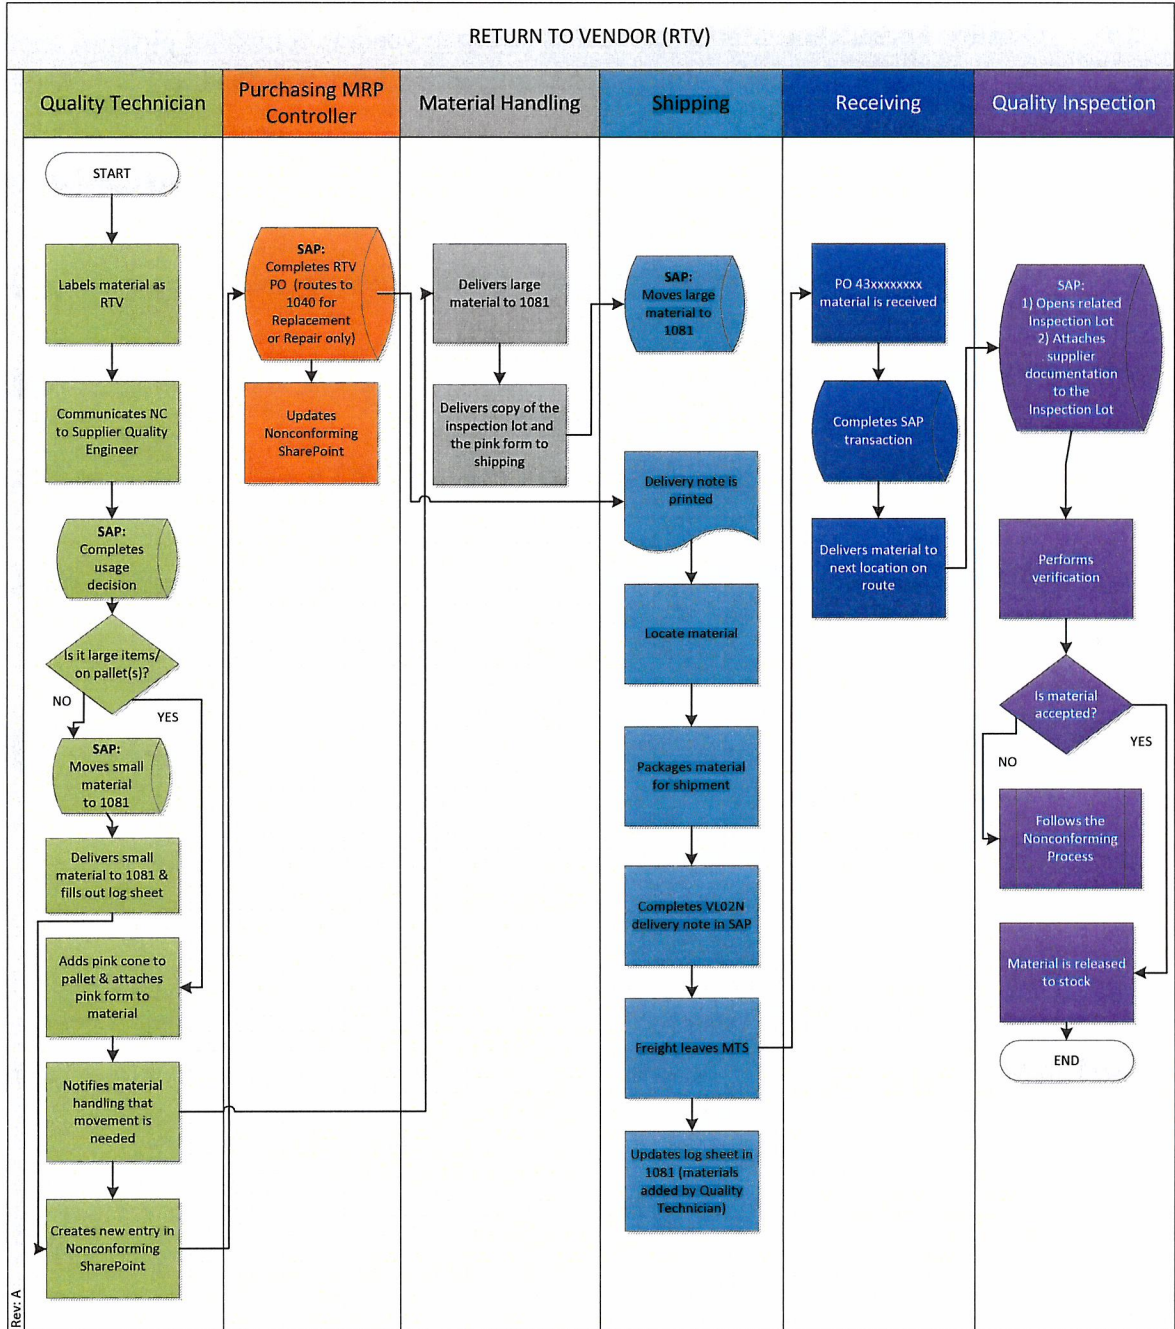 RETURN TO VENDOR (RTV)
Quality Technician
Purchasing MRP
Controller
Material Handling
Shipping
Receiving
Quality Inspection
START
Labels material as
RTV
Communicates NC
to Supplier Quality
Engineer
SAP:
Completes
usage
decision
Is it large items/
on pallet(s)?
NO
YES
SAP:
Moves small
material
to 1081
Delivers small
material to 1081 &
fills out log sheet
Adds pink cone to
pallet & attaches
pink form to
material
Notifies material
handling that
movement is
needed
Creates new entry in
Nonconforming
SharePoint
SAP:
Completes RTV
PO (routes to
1040 for
Replacement
or Repair only)
Updates
Nonconforming
SharePoint
Delivers large
material to 1081
Delivers copy of the
inspection lot and
the pink form to
shipping
SAP:
Moves large
material to
1081
Delivery note is
printed
Locate material
Packages material
for shipment
Completes VL02N
delivery note in SAP
Freight leaves MTS
Updates log sheet in
1081 (materials
added by Quality
Technician)
PO 43xxxxxxxx
material is received
Completes SAP
transaction
Delivers material to
next location on
route
SAP:
1) Opens related
Inspection Lot
2) Attaches
supplier
documentation
to the
Inspection Lot
Performs
verification
Is material
accepted?
NO
YES
Follows the
Nonconforming
Process
Material is released
to stock
END
Rev: A